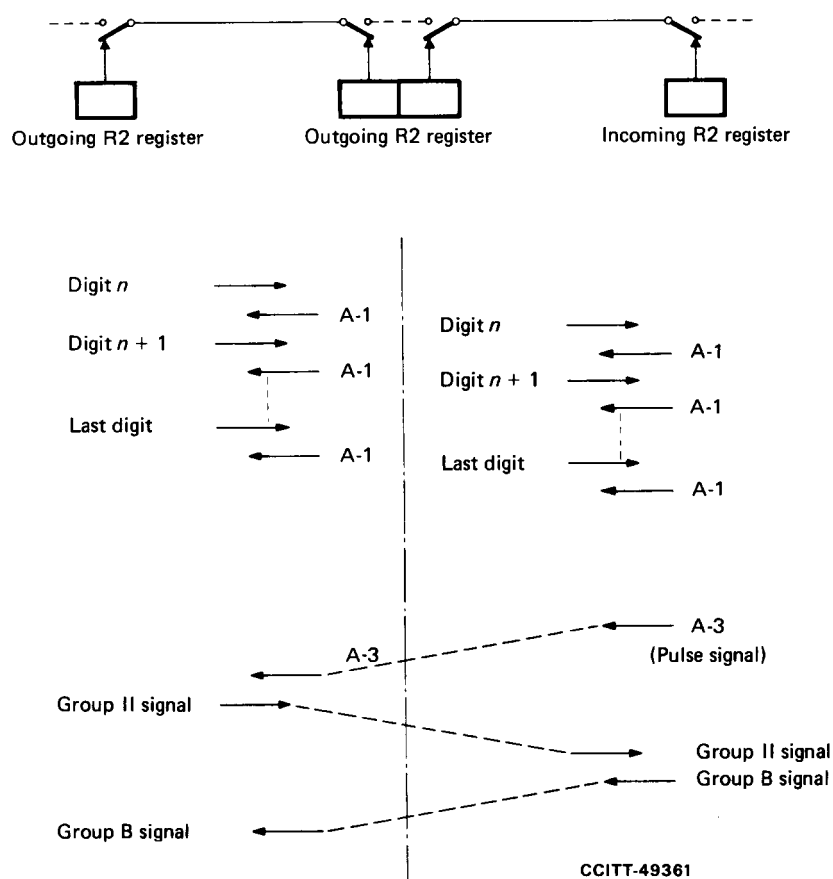 Outgoing R2 register
Outgoing R2 register
Incoming R2 register
Digit n
A-1
Digit n + 1
A-1
Last digit
A-1
Digit n
A-1
Digit n + 1
A-1
Last digit
A-1
A-3
A-3
(Pulse signal)
Group II signal
Group II signal
Group B signal
Group B signal
CCITT-49361